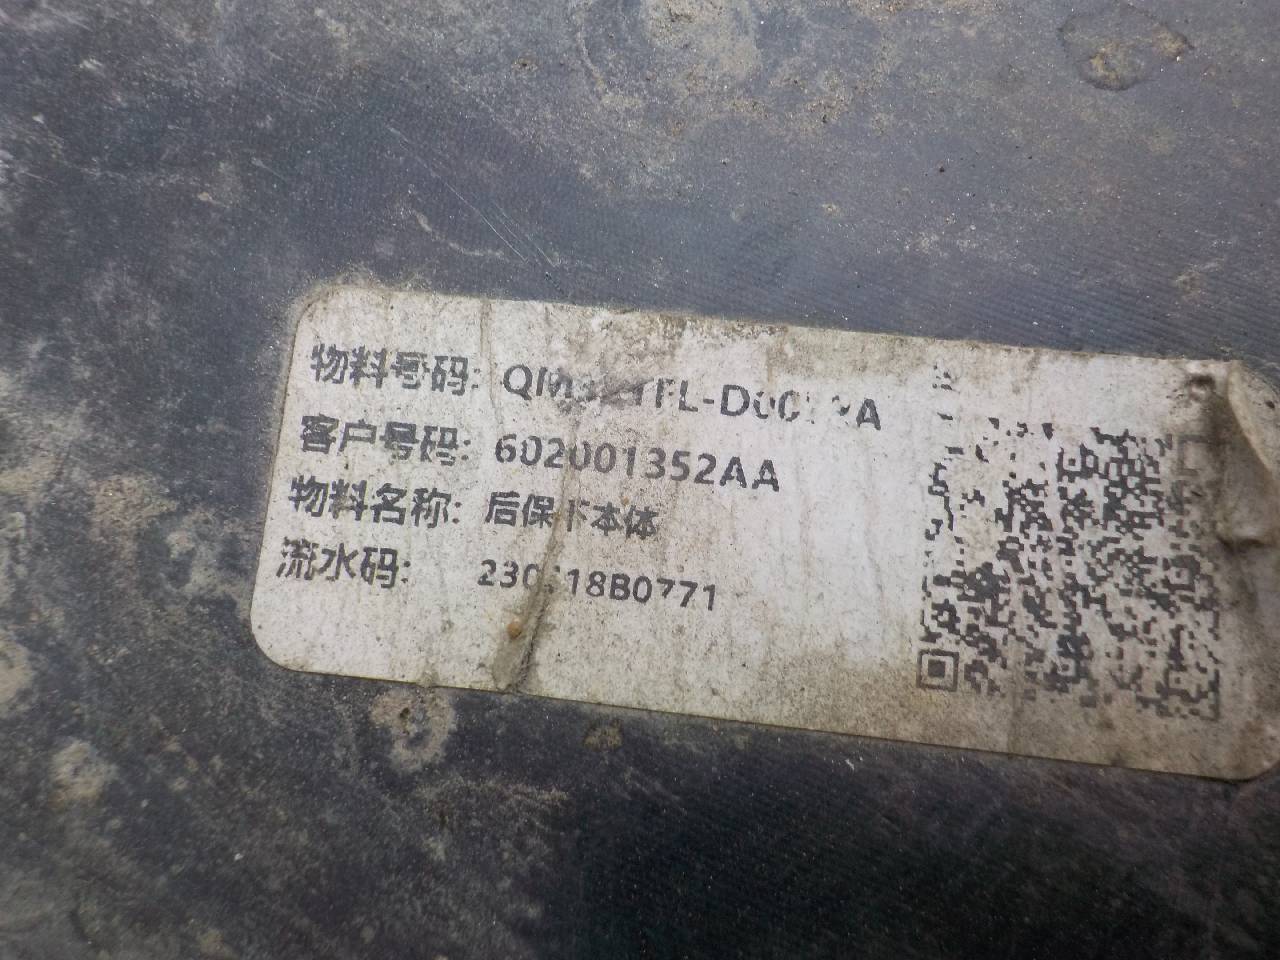 物料号码:
客户号码: 602001352AA
物料名称: 后保下本体
流水码: